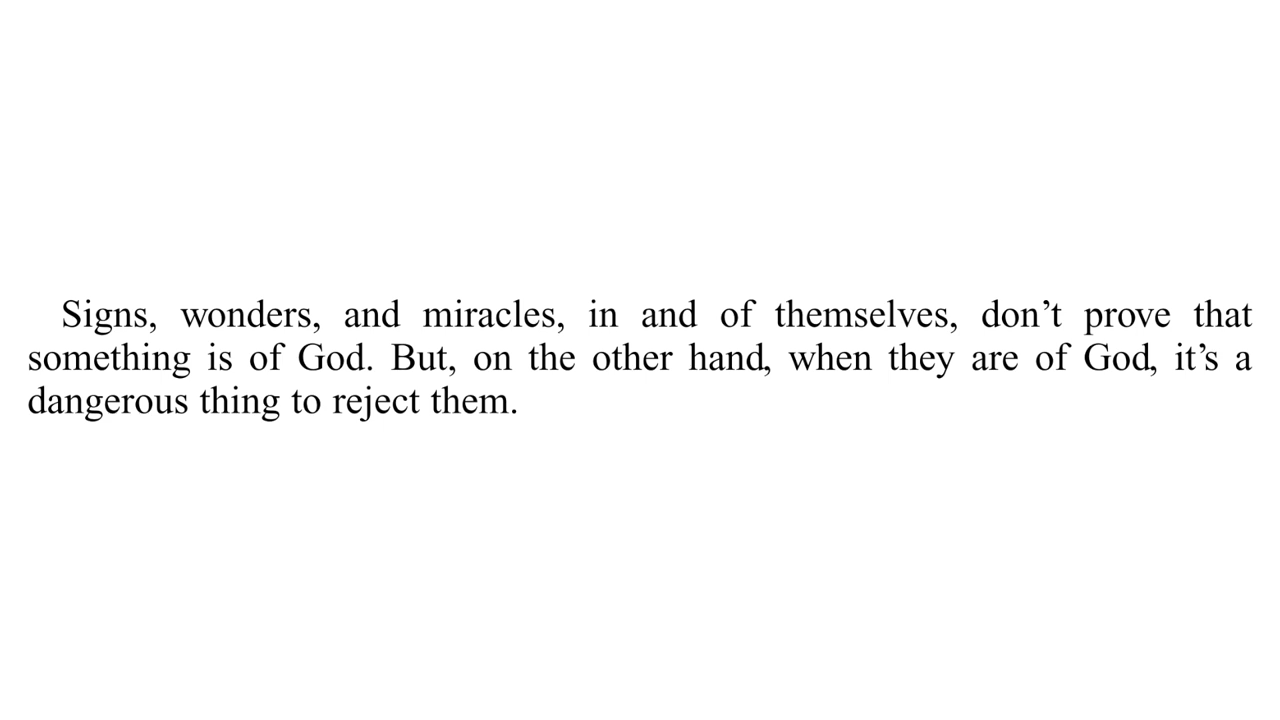 Signs, wonders, and miracles, in and of themselves, don’t prove that
something is of God. But, on the other hand, when they are of God, it’s a
dangerous thing to reject them.